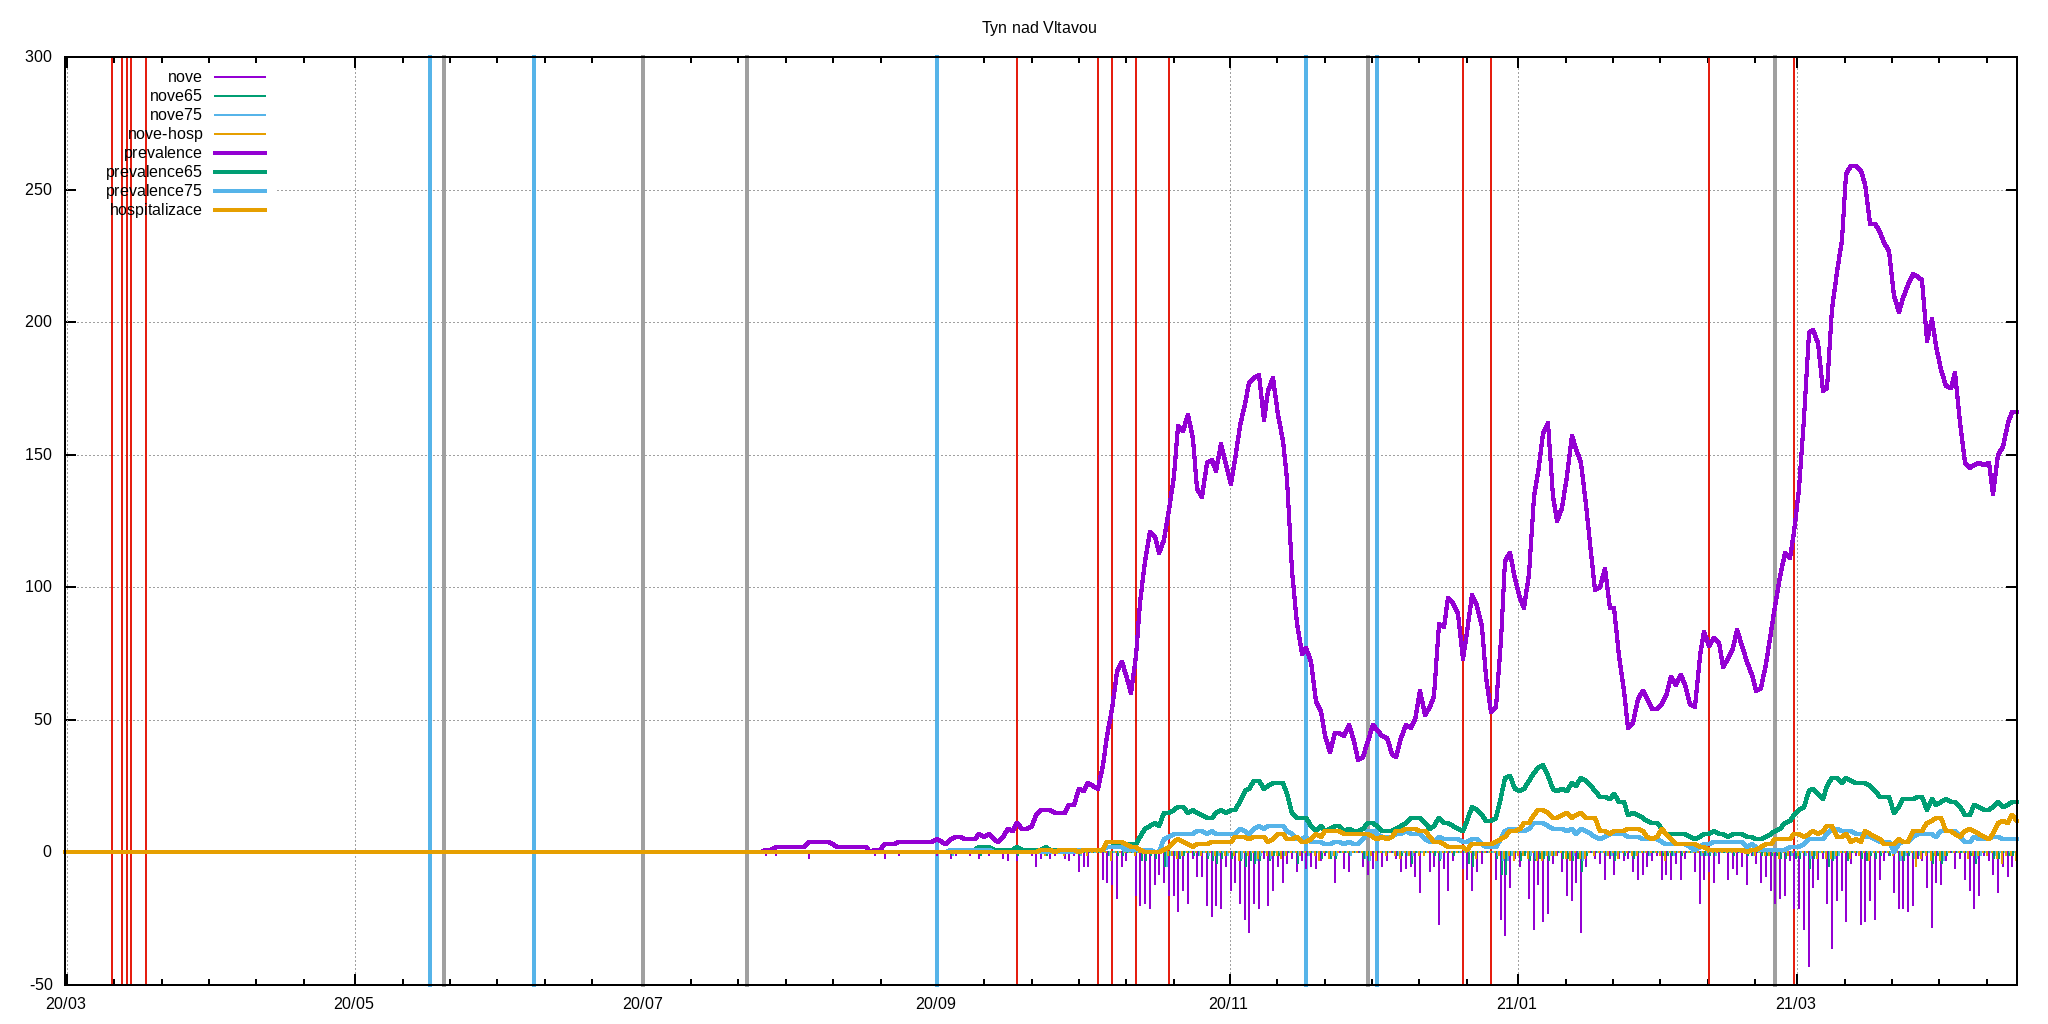 Tyn nad Vltavou
300
250
200
150
100
50
0
-50
nove
nove65
nove75
nove-hosp
prevalence
prevalence65
prevalence75
hospitalizace
20/03
20/05
20/07
20/09
20/11
21/01
21/03